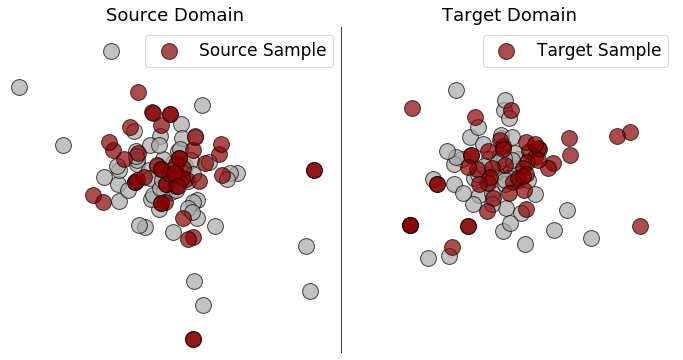 Source Domain
Target Domain
Source Sample
Target Sample